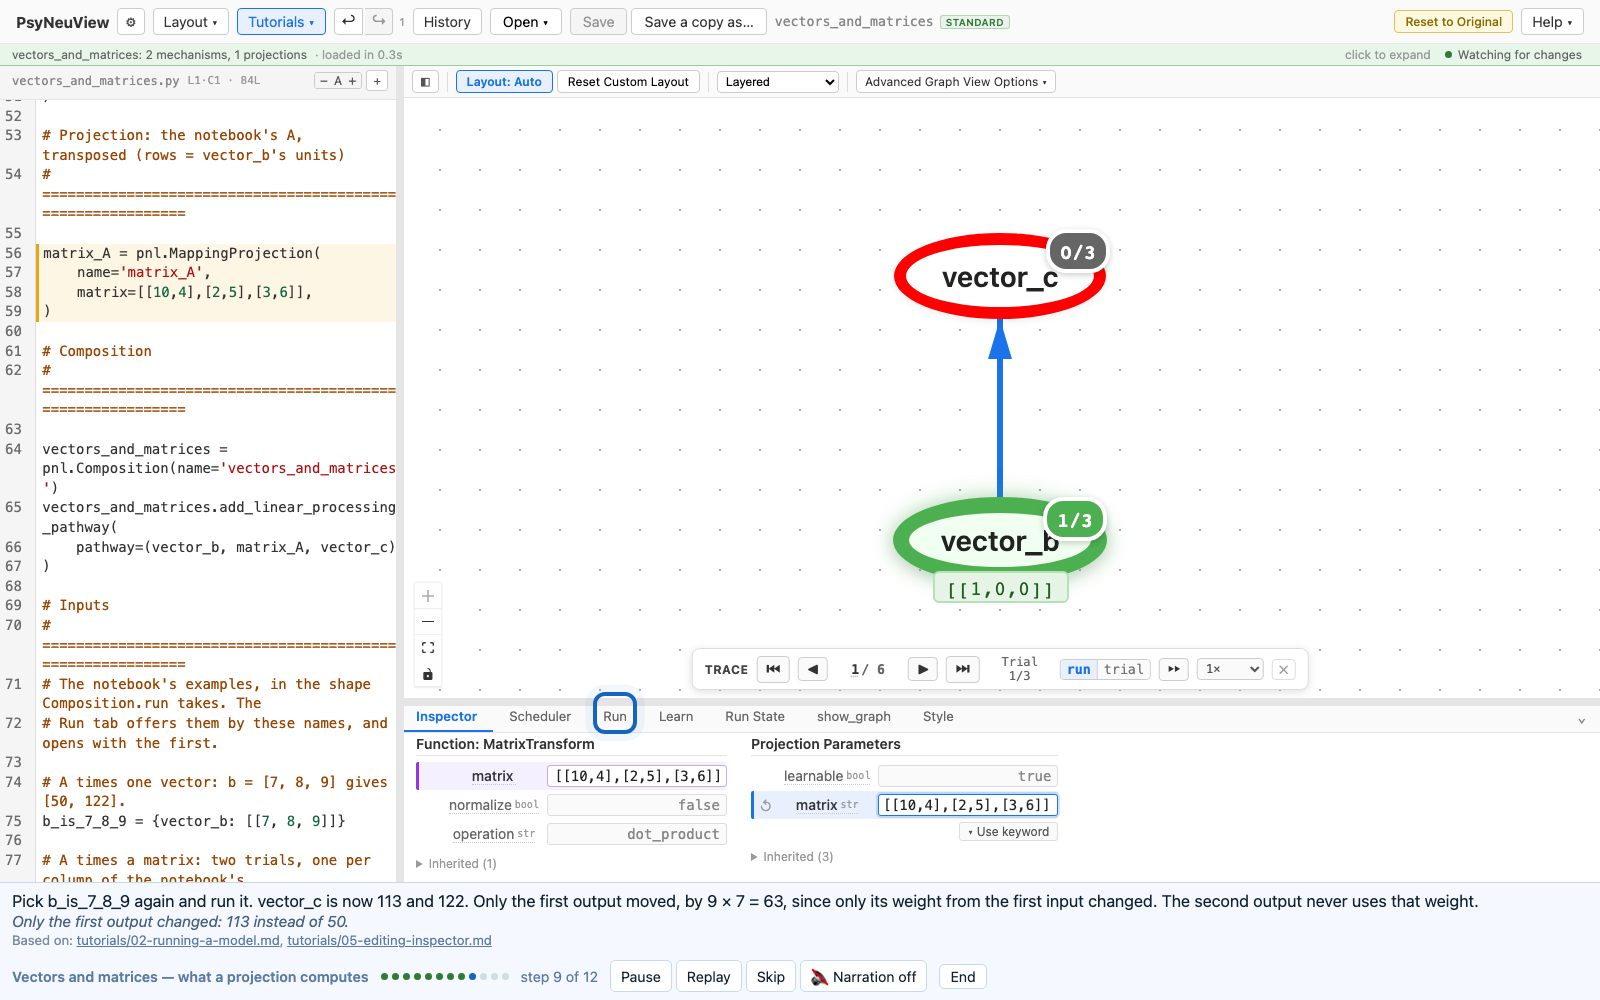 PsyNeuView ⚙ Layout ▾ Tutorials ▾ ↩ ↪ 1 History Open ▾ Save Save a copy as... vectors_and_matrices STANDARD Reset to Original Help ▾
vectors_and_matrices: 2 mechanisms, 1 projections · loaded in 0.3s click to expand ● Watching for changes
vectors_and_matrices.py L1·C1 · 84L − A + +
Layout: Auto Reset Custom Layout Layered Advanced Graph View Options ▾
52
53 # Projection: the notebook's A,
transposed (rows = vector_b's units)
54 #
=========================================
=================
55
56 matrix_A = pnl.MappingProjection(
57 name='matrix_A',
58 matrix=[[10,4],[2,5],[3,6]],
59 )
60
61 # Composition
62 #
=========================================
=================
63
64 vectors_and_matrices =
pnl.Composition(name='vectors_and_matrices
')
65 vectors_and_matrices.add_linear_processing
_pathway(
66 pathway=(vector_b, matrix_A, vector_c)
67 )
68
69 # Inputs
70 #
=========================================
=================
71 # The notebook's examples, in the shape
Composition.run takes. The
72 # Run tab offers them by these names, and
opens with the first.
73
74 # A times one vector: b = [7, 8, 9] gives
[50, 122].
75 b_is_7_8_9 = {vector_b: [[7, 8, 9]]}
76
77 # A times a matrix: two trials, one per
column of the notebook's
0/3
vector_c
1/3
vector_b
[[1,0,0]]
TRACE ⏮ ◀ 1 / 6 ▶ ⏭ Trial 1/3 run trial ▸▸ 1× ×
Inspector Scheduler Run Learn Run State show_graph Style
Function: MatrixTransform
matrix [[10,4],[2,5],[3,6]]
normalize bool false
operation str dot_product
▸ Inherited (1)
Projection Parameters
learnable bool true
matrix str [[10,4],[2,5],[3,6]]
▾ Use keyword
▸ Inherited (3)
Pick b_is_7_8_9 again and run it. vector_c is now 113 and 122. Only the first output moved, by 9 × 7 = 63, since only its weight from the first input changed. The second output never uses that weight.
Only the first output changed: 113 instead of 50.
Based on: tutorials/02-running-a-model.md, tutorials/05-editing-inspector.md
Vectors and matrices — what a projection computes step 9 of 12 Pause Replay Skip Narration off End